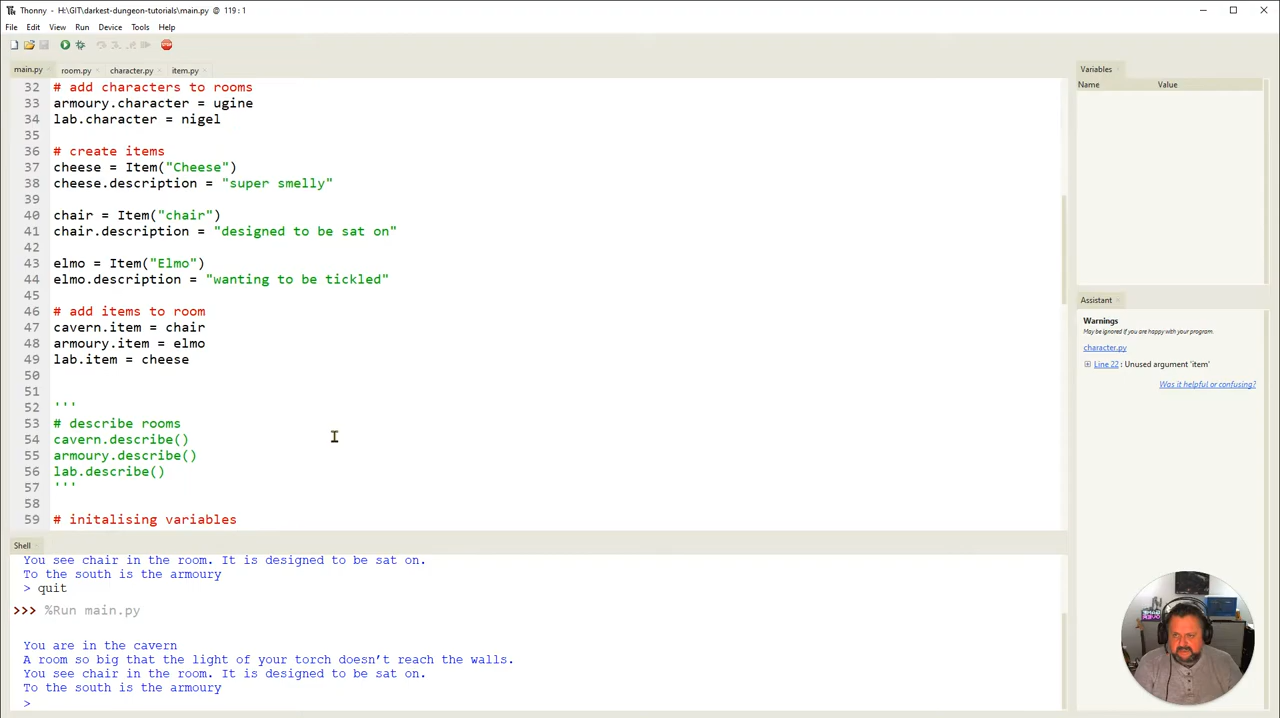 Thonny - H:\GIT\darkest-dungeon-tutorials\main.py @ 119 : 1
File Edit View Run Device Tools Help
main.py room.py character.py item.py
32 # add characters to rooms
33 armoury.character = ugine
34 lab.character = nigel
35
36 # create items
37 cheese = Item("Cheese")
38 cheese.description = "super smelly"
39
40 chair = Item("chair")
41 chair.description = "designed to be sat on"
42
43 elmo = Item("Elmo")
44 elmo.description = "wanting to be tickled"
45
46 # add items to room
47 cavern.item = chair
48 armoury.item = elmo
49 lab.item = cheese
50
51
52 '''
53 # describe rooms
54 cavern.describe()
55 armoury.describe()
56 lab.describe()
57 '''
58
59 # initalising variables
Shell
You see chair in the room. It is designed to be sat on.
To the south is the armoury
> quit
>>> %Run main.py
You are in the cavern
A room so big that the light of your torch doesn't reach the walls.
You see chair in the room. It is designed to be sat on.
To the south is the armoury
>
Variables
Name Value
Assistant
Warnings
May be ignored if you are happy with your program.
character.py
Line 22 : Unused argument 'item'
Was it helpful or confusing?